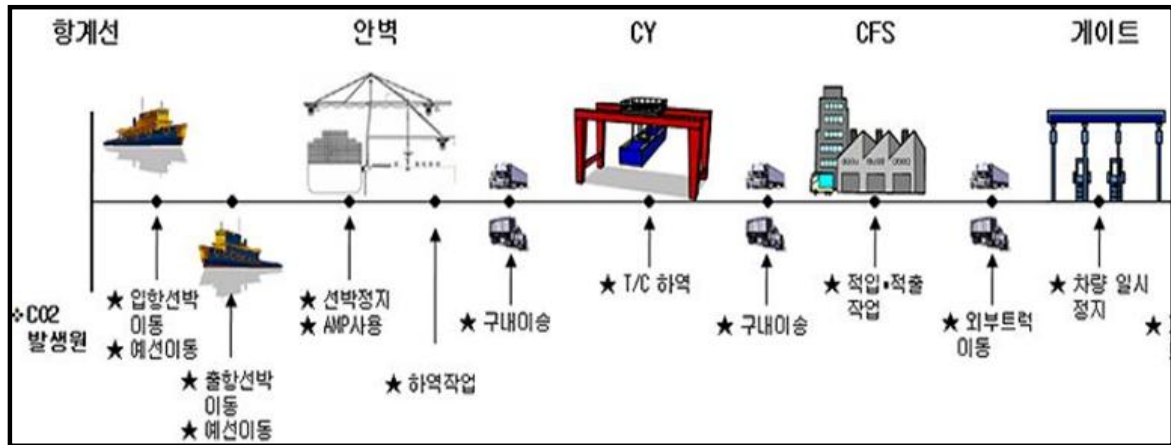 항계선
안벽
CY
CFS
게이트
❖CO2
발생원
★ 입항선박
이동
★ 예선이동
★ 출항선박
이동
★ 예선이동
★ 선박정지
★ AMP사용
★ 하역작업
★ 구내이송
★ T/C 하역
★ 구내이송
★ 적입•적출
작업
★ 외부트럭
이동
★ 차량 일시
정지
★